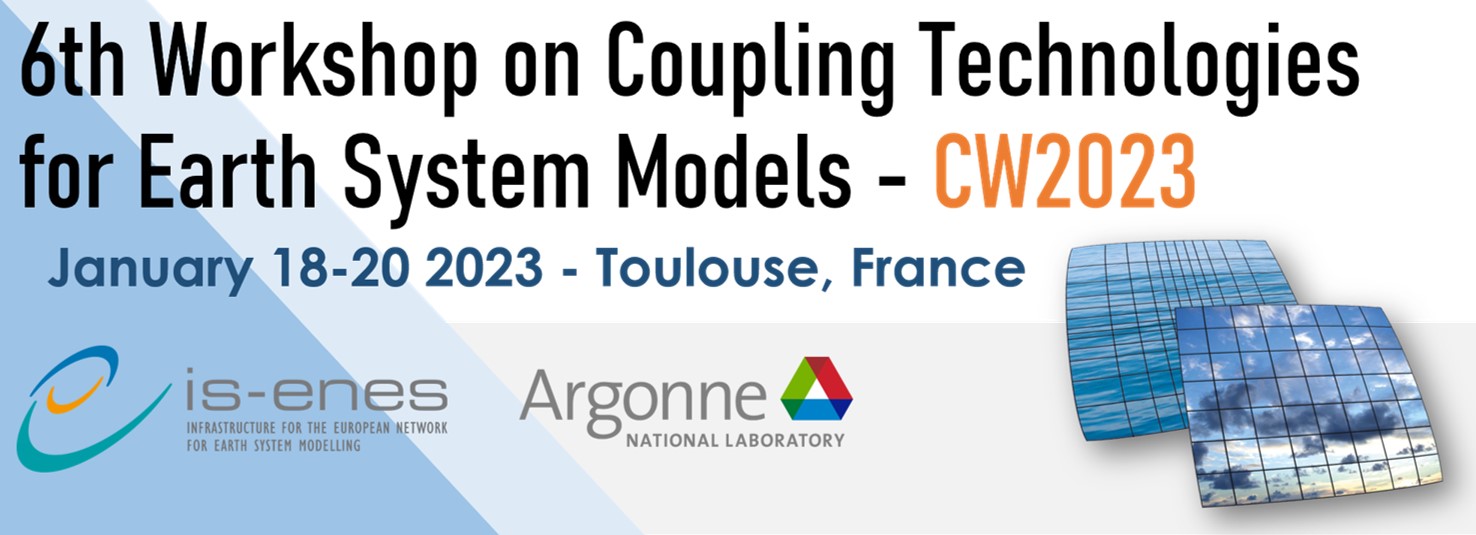 6th Workshop on Coupling Technologies
for Earth System Models - CW2023
January 18-20 2023 - Toulouse, France
is-enes
INFRASTRUCTURE FOR THE EUROPEAN NETWORK
FOR EARTH SYSTEM MODELLING
Argonne
NATIONAL LABORATORY